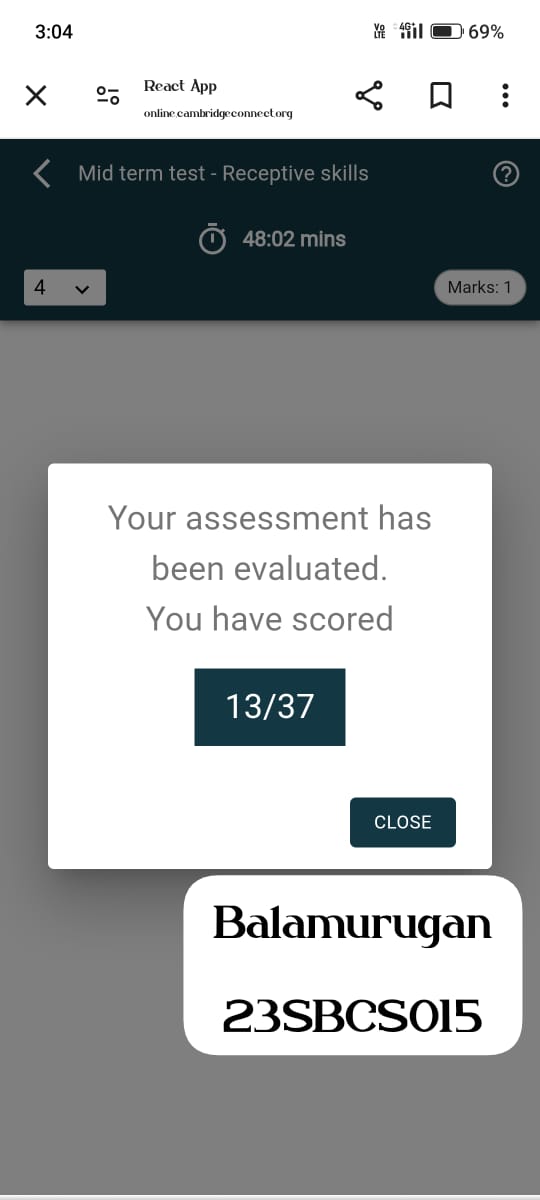 3:04
Vo LTE 4G+ 69%
React App
online.cambridgeconnect.org
Mid term test - Receptive skills
48:02 mins
4
Marks: 1
Your assessment has
been evaluated.
You have scored
13/37
CLOSE
Balamurugan
23SBCS015